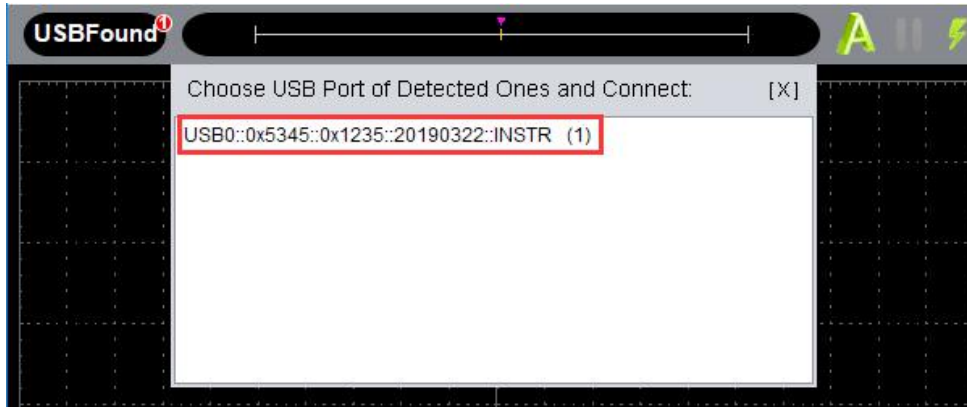 USBFound 1
A
Choose USB Port of Detected Ones and Connect: [X]
USB0::0x5345::0x1235::20190322::INSTR (1)